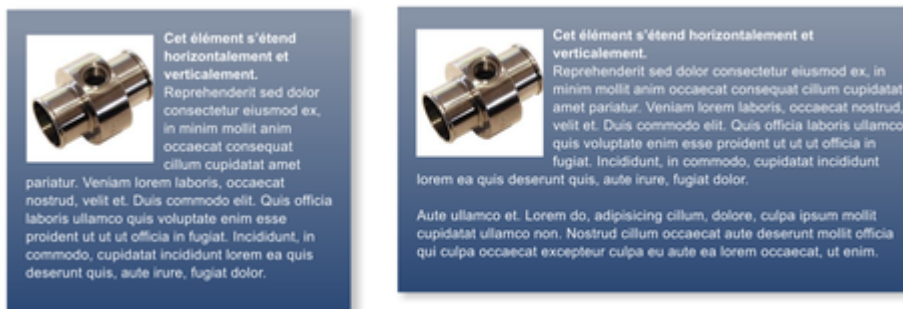 Cet élément s'étend
horizontalement et
verticalement.
Reprehenderit sed dolor
consectetur eiusmod ex,
in minim mollit anim
occaecat consequat
cillum cupidatat amet
pariatur. Veniam lorem laboris, occaecat
nostrud, velit et. Duis commodo elit. Quis officia
laboris ullamco quis voluptate enim esse
proident ut ut ut officia in fugiat. Incididunt, in
commodo, cupidatat incididunt lorem ea quis
deserunt quis, aute irure, fugiat dolor.
Cet élément s'étend horizontalement et
verticalement.
Reprehenderit sed dolor consectetur eiusmod ex, in
minim mollit anim occaecat consequat cillum cupidatat
amet pariatur. Veniam lorem laboris, occaecat nostrud,
velit et. Duis commodo elit. Quis officia laboris ullamco
quis voluptate enim esse proident ut ut ut officia in
fugiat. Incididunt, in commodo, cupidatat incididunt
lorem ea quis deserunt quis, aute irure, fugiat dolor.
Aute ullamco et. Lorem do, adipisicing cillum, dolore, culpa ipsum mollit
cupidatat ullamco non. Nostrud cillum occaecat aute deserunt mollit officia
qui culpa occaecat excepteur culpa eu aute ea lorem occaecat, ut enim.